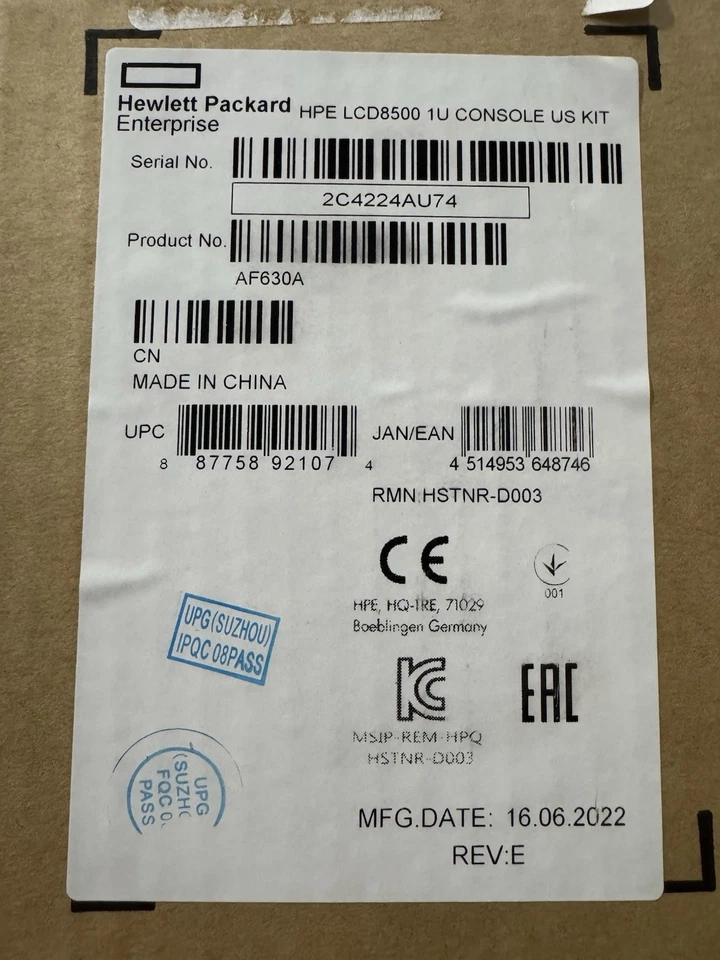 Hewlett Packard
Enterprise
HPE LCD8500 1U CONSOLE US KIT
Serial No.
2C4224AU74
Product No.
AF630A
CN
MADE IN CHINA
UPC
8 87758 92107 4
JAN/EAN
4 514953 648746
RMN HSTNR-D003
CE
001
HPE, HQ-TRE, 71029
Boeblingen Germany
UPG(SUZHOU)
IPQC 08PASS
EAC
MSIP-REM-HPQ
HSTNR-D003
UPG
(SUZH
FQC 0
PASS
MFG.DATE: 16.06.2022
REV:E